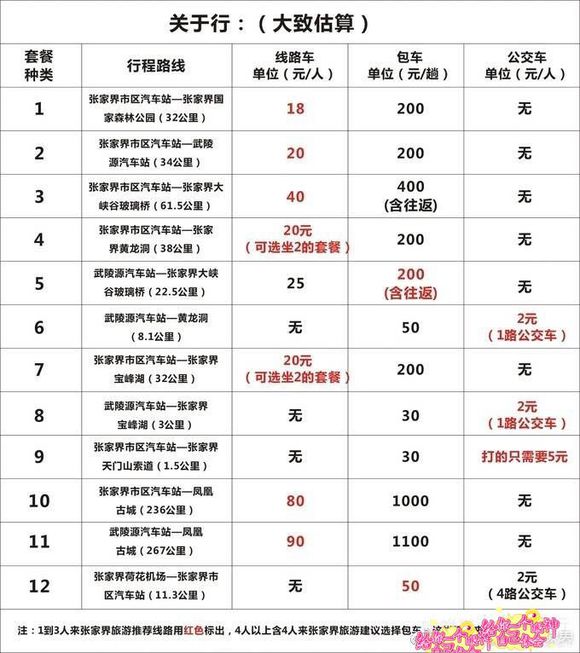 关于行：（大致估算）
套餐 行程路线 线路车 包车 公交车
种类 单位（元/人） 单位（元/趟） 单位（元/人）
1 张家界市区汽车站—张家界国 18 200 无
家森林公园（32公里）
2 张家界市区汽车站—武陵 20 200 无
源汽车站（34公里）
3 张家界市区汽车站—张家界大 40 400 无
峡谷玻璃桥（61.5公里） (含往返)
4 张家界市区汽车站—张家 20元 200 无
界黄龙洞（38公里） （可选坐2的套餐）
5 武陵源汽车站—张家界大峡 25 200 无
谷玻璃桥（22.5公里） (含往返)
6 武陵源汽车站—黄龙洞 无 50 2元
（8.1公里） （1路公交车）
7 张家界市区汽车站—张家界 20元 200 无
宝峰湖（32公里） （可选坐2的套餐）
8 武陵源汽车站—张家界 无 30 2元
宝峰湖（3公里） （1路公交车）
9 张家界市区汽车站—张家界 无 30 打的只需要5元
天门山索道（1.5公里）
10 张家界市区汽车站—凤凰 80 1000 无
古城（236公里）
11 武陵源汽车站—凤凰 90 1100 无
古城（267公里）
12 张家界荷花机场—张家界市 无 50 2元
区汽车站（11.3公里） （4路公交车）
注：1到3人来张家界旅游推荐线路用红色标出，4人以上含4人来张家界旅游建议选择包车
给你一个眼神
自己体会
给你一个眼神
自己体会